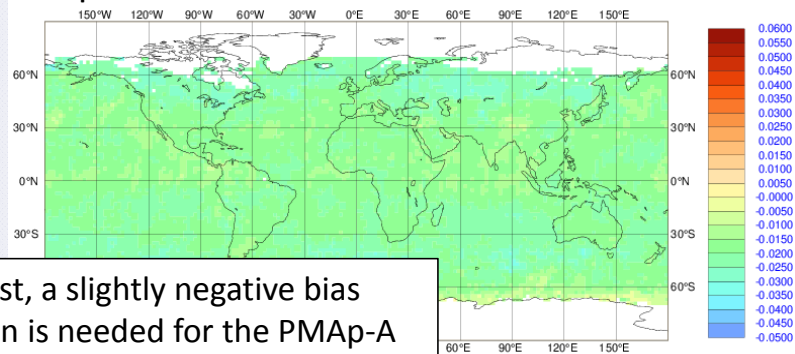 150°W 120°W 90°W 60°W 30°W 0°E 30°E 60°E 90°E 120°E 150°E
60°N 60°N
30°N 30°N
0°N 0°N
30°S 30°S
60°S
st, a slightly negative bias
n is needed for the PMAp-A
60°E 90°E 120°E 150°E
0.0600
0.0550
0.0500
0.0450
0.0400
0.0350
0.0300
0.0250
0.0200
0.0150
0.0100
0.0050
-0.0000
-0.0050
-0.0100
-0.0150
-0.0200
-0.0250
-0.0300
-0.0350
-0.0400
-0.0450
-0.0500